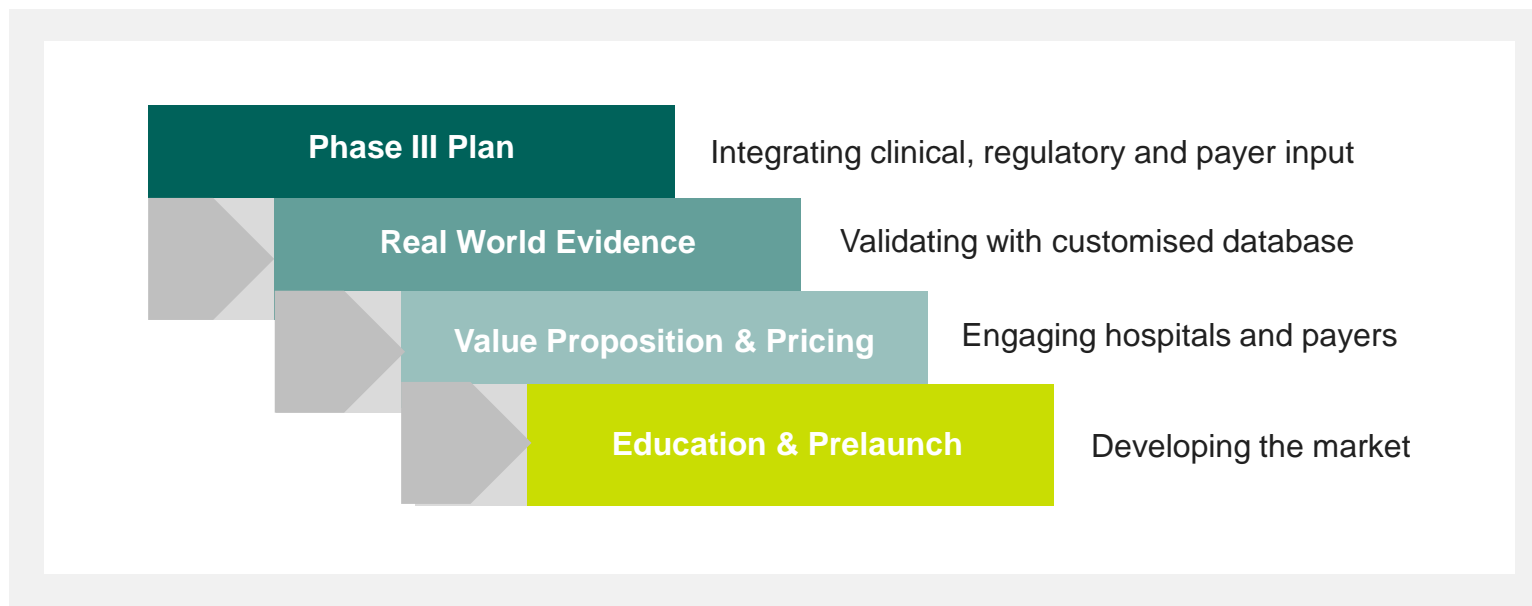 Phase III Plan
Integrating clinical, regulatory and payer input
Real World Evidence
Validating with customised database
Value Proposition & Pricing
Engaging hospitals and payers
Education & Prelaunch
Developing the market